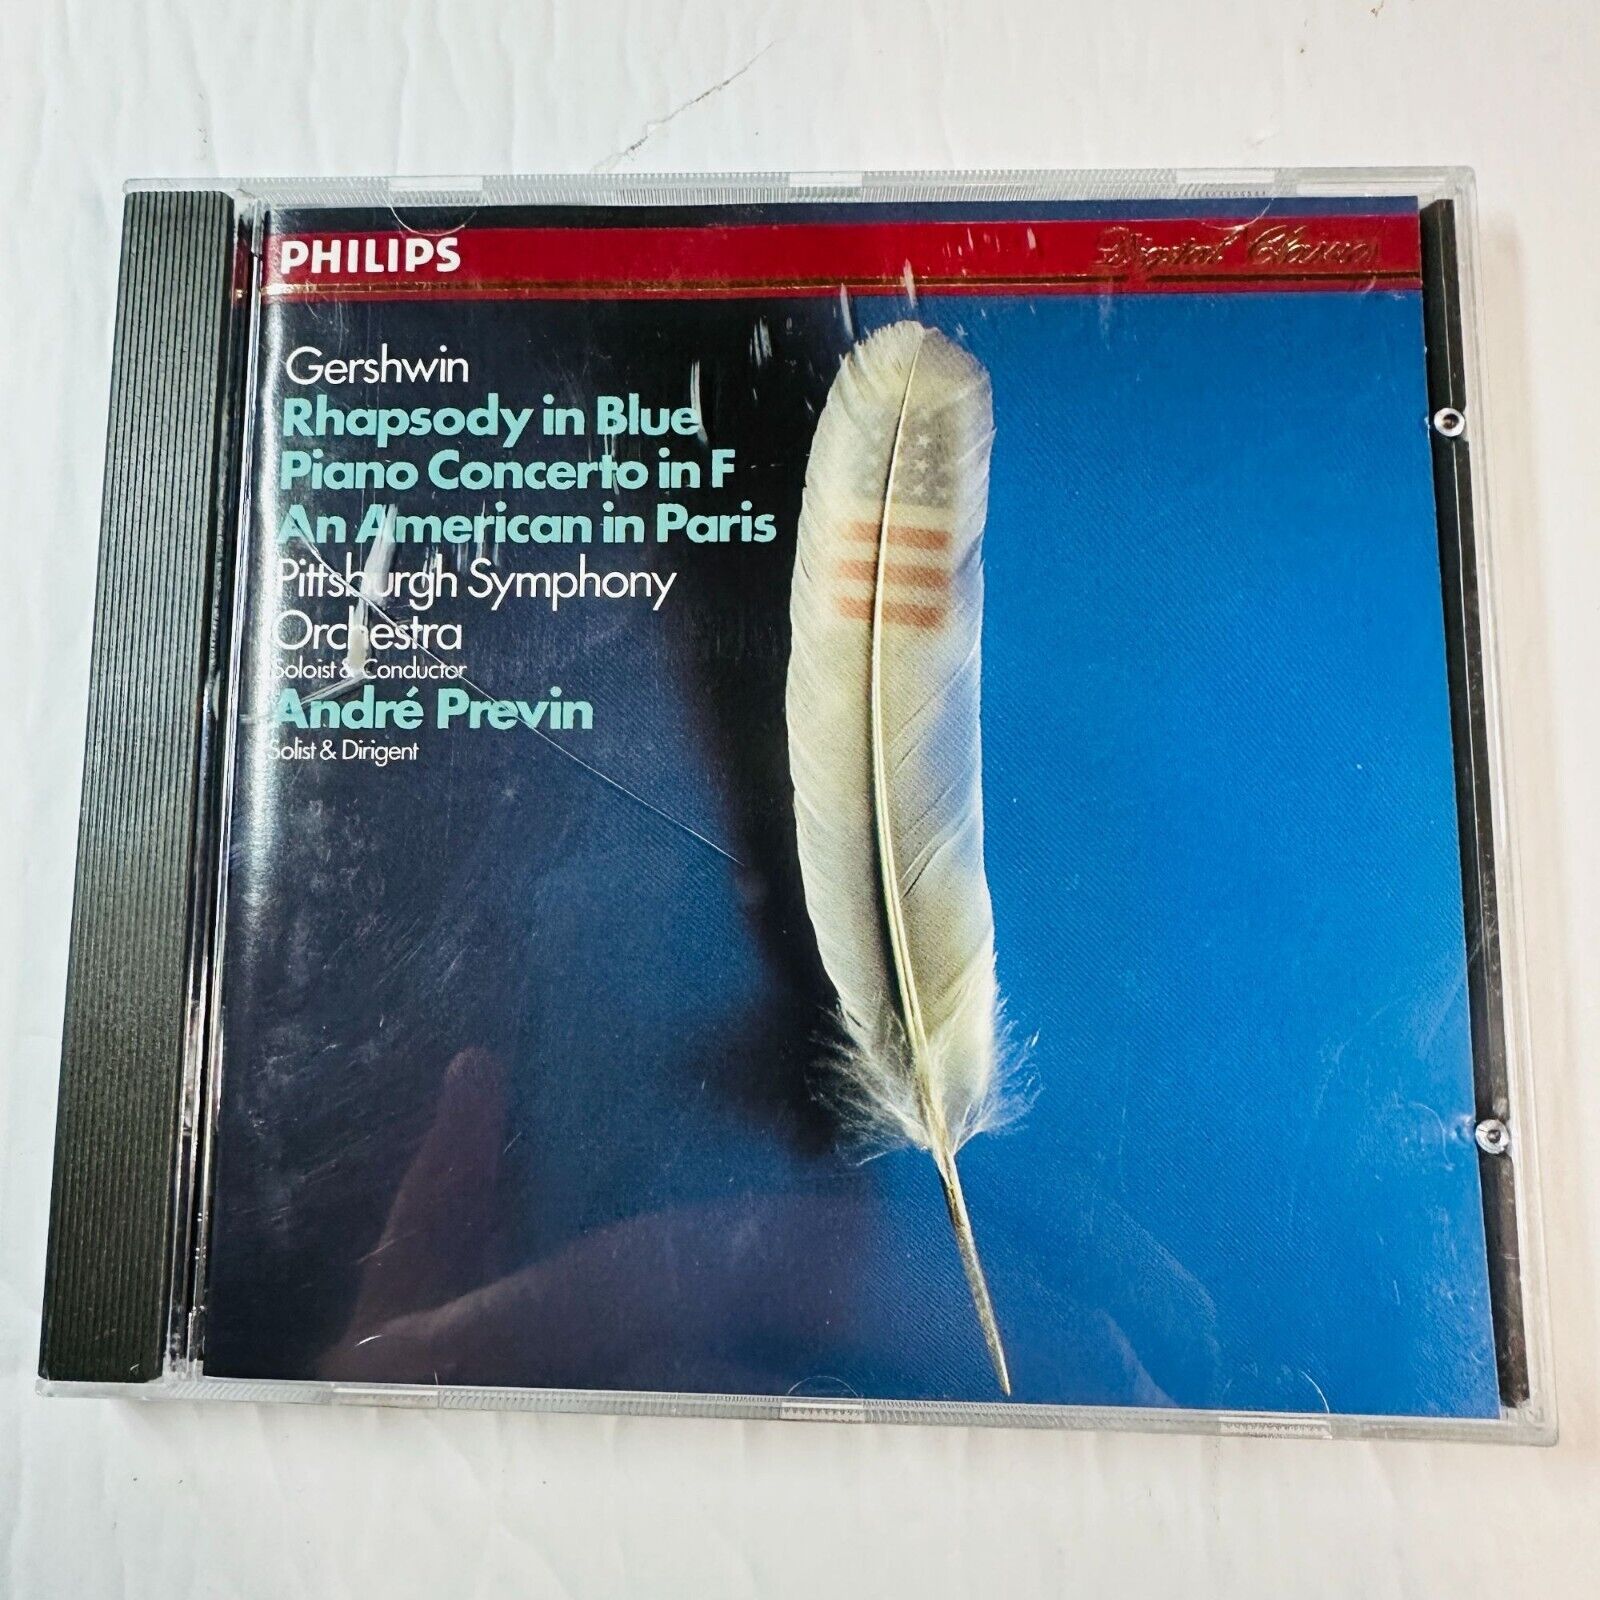 PHILIPS
Digital Classics
Gershwin
Rhapsody in Blue
Piano Concerto in F
An American in Paris
Pittsburgh Symphony
Orchestra
Soloist & Conductor
André Previn
Solist & Dirigent